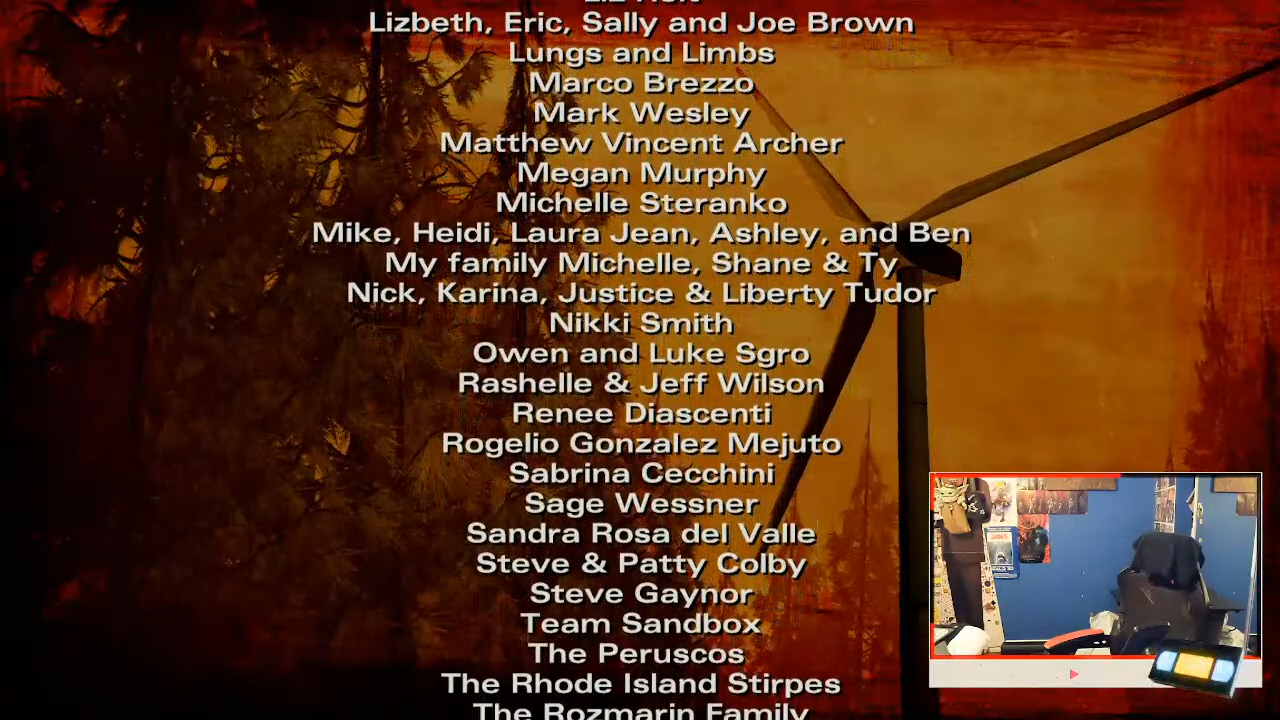 Lizbeth, Eric, Sally and Joe Brown
Lungs and Limbs
Marco Brezzo
Mark Wesley
Matthew Vincent Archer
Megan Murphy
Michelle Steranko
Mike, Heidi, Laura Jean, Ashley, and Ben
My family Michelle, Shane & Ty
Nick, Karina, Justice & Liberty Tudor
Nikki Smith
Owen and Luke Sgro
Rashelle & Jeff Wilson
Renee Diascenti
Rogelio Gonzalez Mejuto
Sabrina Cecchini
Sage Wessner
Sandra Rosa del Valle
Steve & Patty Colby
Steve Gaynor
Team Sandbox
The Peruscos
The Rhode Island Stirpes
The Rozmarin Family
JAWS